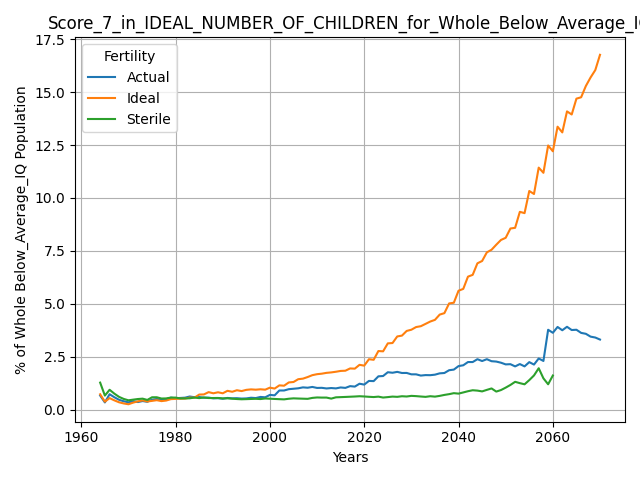 Score_7_in_IDEAL_NUMBER_OF_CHILDREN_for_Whole_Below_Average_IQ
17.5
15.0
12.5
10.0
7.5
5.0
2.5
0.0
% of Whole Below_Average_IQ Population
Fertility
Actual
Ideal
Sterile
1960
1980
2000
2020
2040
2060
Years